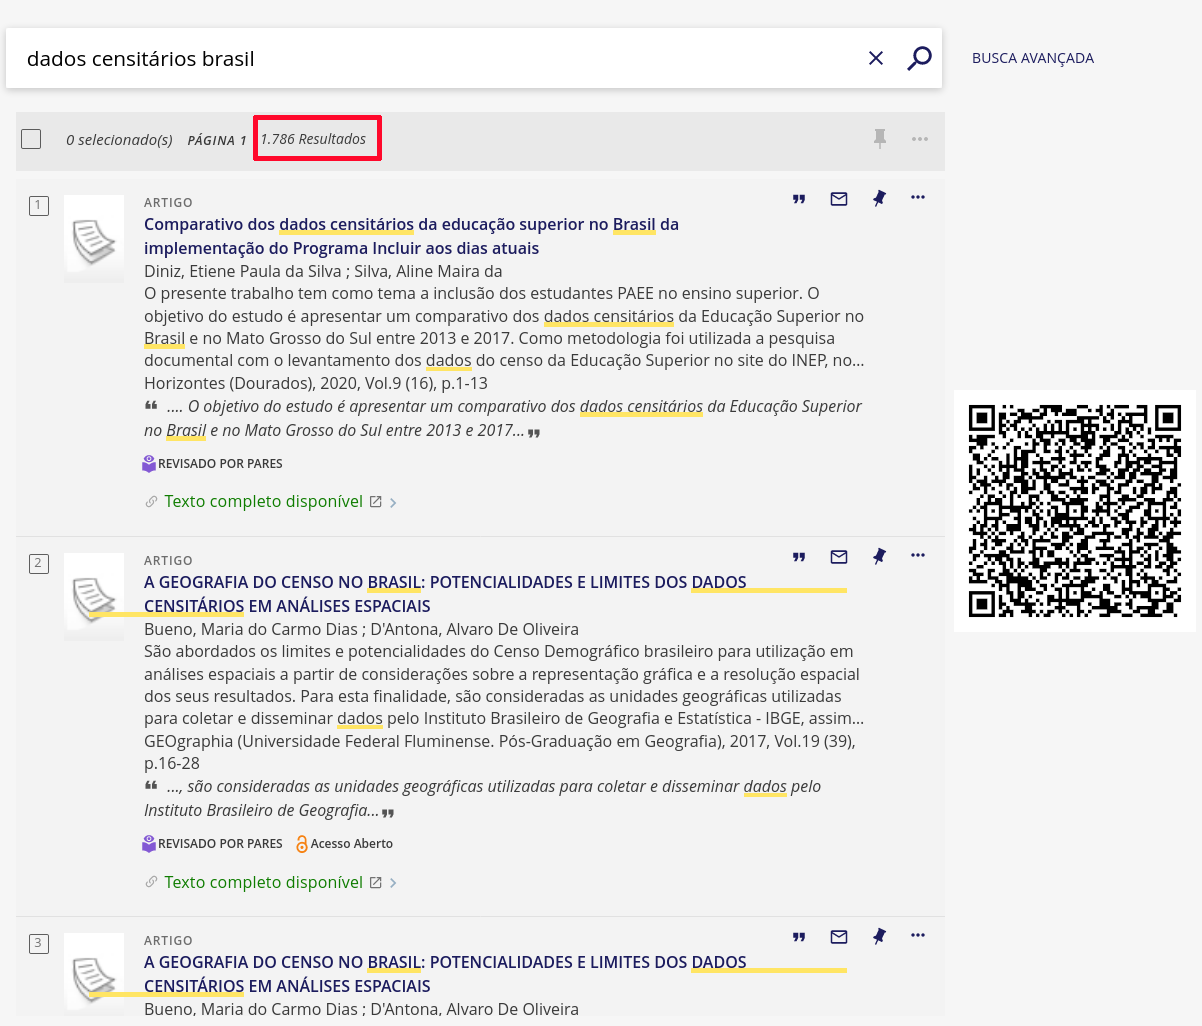 dados censitários brasil
BUSCA AVANÇADA
0 selecionado(s) PÁGINA 1 1.786 Resultados
1
ARTIGO
Comparativo dos dados censitários da educação superior no Brasil da
implementação do Programa Incluir aos dias atuais
Diniz, Etiene Paula da Silva ; Silva, Aline Maira da
O presente trabalho tem como tema a inclusão dos estudantes PAEE no ensino superior. O
objetivo do estudo é apresentar um comparativo dos dados censitários da Educação Superior no
Brasil e no Mato Grosso do Sul entre 2013 e 2017. Como metodologia foi utilizada a pesquisa
documental com o levantamento dos dados do censo da Educação Superior no site do INEP, no...
Horizontes (Dourados), 2020, Vol.9 (16), p.1-13
“ .... O objetivo do estudo é apresentar um comparativo dos dados censitários da Educação Superior
no Brasil e no Mato Grosso do Sul entre 2013 e 2017... ”
REVISADO POR PARES
Texto completo disponível
2
ARTIGO
A GEOGRAFIA DO CENSO NO BRASIL: POTENCIALIDADES E LIMITES DOS DADOS
CENSITÁRIOS EM ANÁLISES ESPACIAIS
Bueno, Maria do Carmo Dias ; D'Antona, Alvaro De Oliveira
São abordados os limites e potencialidades do Censo Demográfico brasileiro para utilização em
análises espaciais a partir de considerações sobre a representação gráfica e a resolução espacial
dos seus resultados. Para esta finalidade, são consideradas as unidades geográficas utilizadas
para coletar e disseminar dados pelo Instituto Brasileiro de Geografia e Estatística - IBGE, assim...
GEOgraphia (Universidade Federal Fluminense. Pós-Graduação em Geografia), 2017, Vol.19 (39),
p.16-28
“ ..., são consideradas as unidades geográficas utilizadas para coletar e disseminar dados pelo
Instituto Brasileiro de Geografia... ”
REVISADO POR PARES Acesso Aberto
Texto completo disponível
3
ARTIGO
A GEOGRAFIA DO CENSO NO BRASIL: POTENCIALIDADES E LIMITES DOS DADOS
CENSITÁRIOS EM ANÁLISES ESPACIAIS
Bueno, Maria do Carmo Dias ; D'Antona, Alvaro De Oliveira